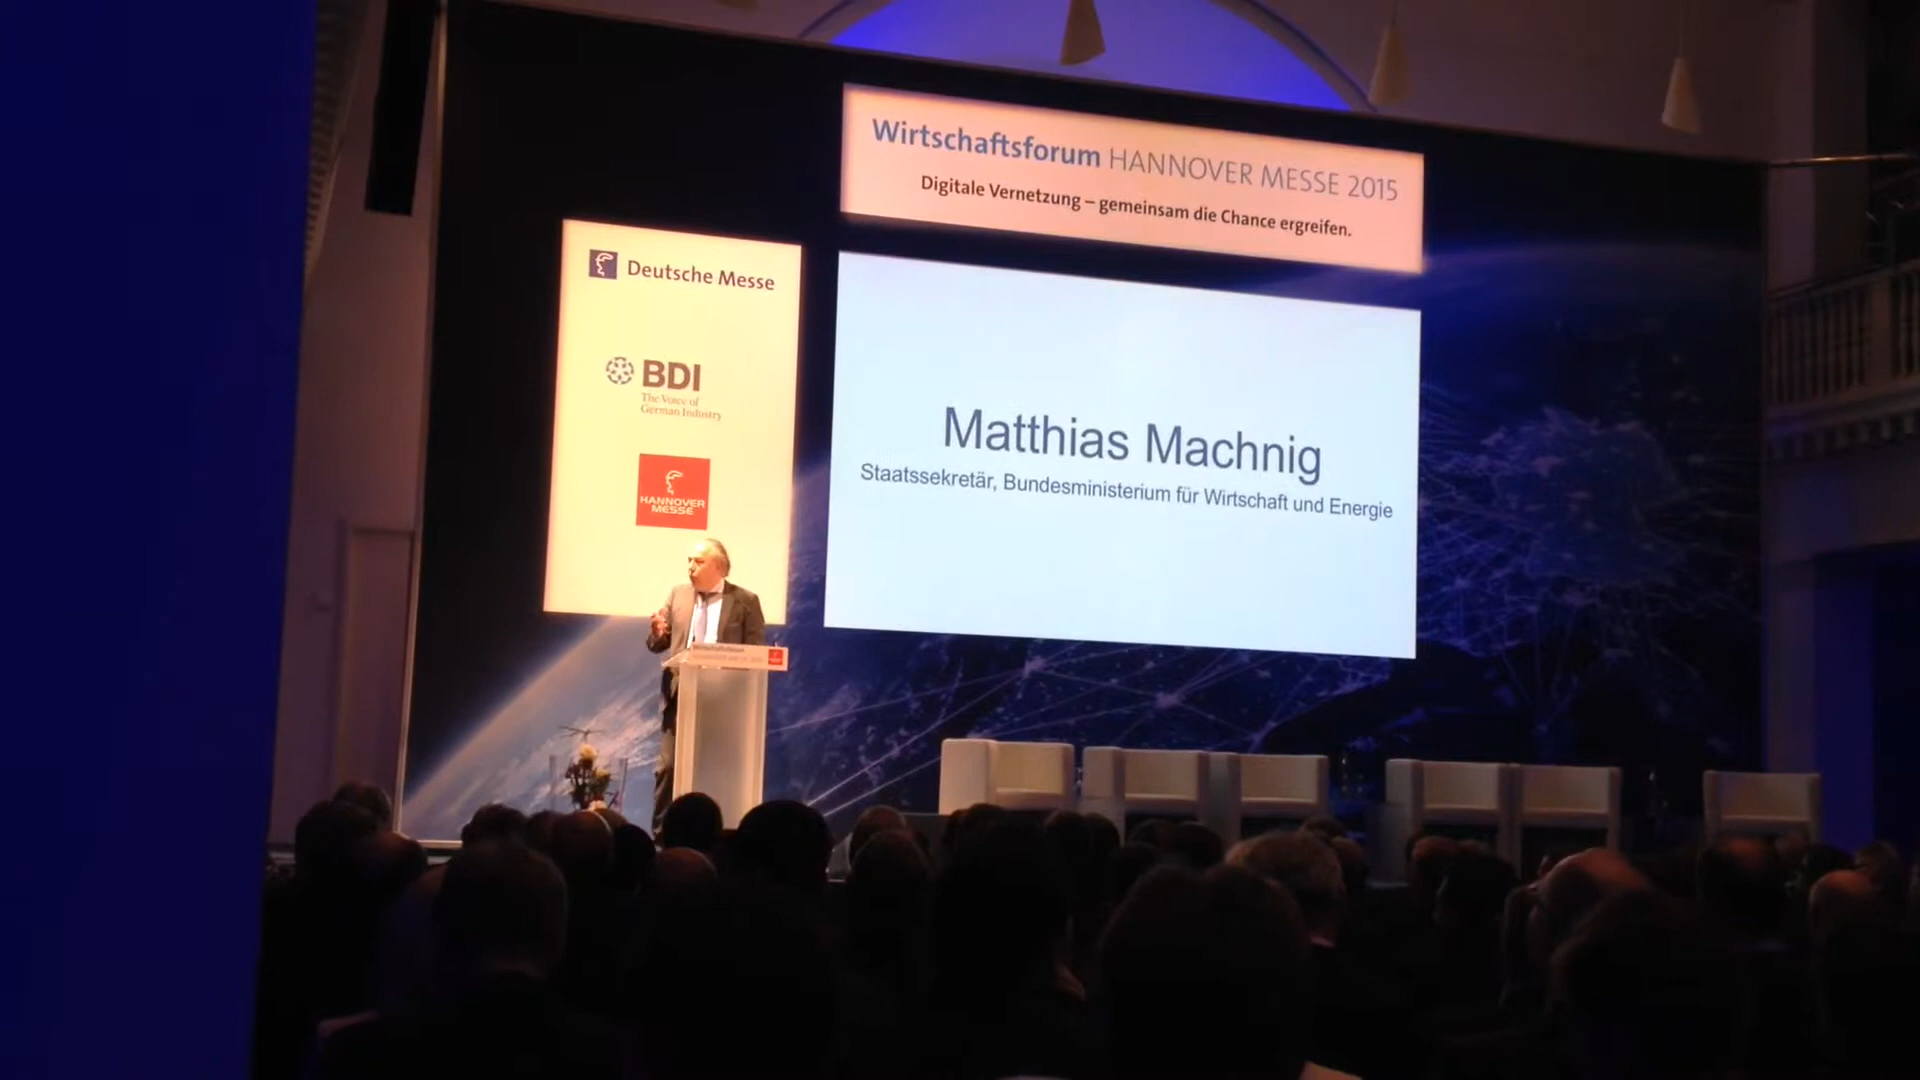 Wirtschaftsforum HANNOVER MESSE 2015
Digitale Vernetzung – gemeinsam die Chance ergreifen.
Deutsche Messe
BDI
The Voice of
German Industry
HANNOVER
MESSE
Matthias Machnig
Staatssekretär, Bundesministerium für Wirtschaft und Energie
Wirtschaftsforum